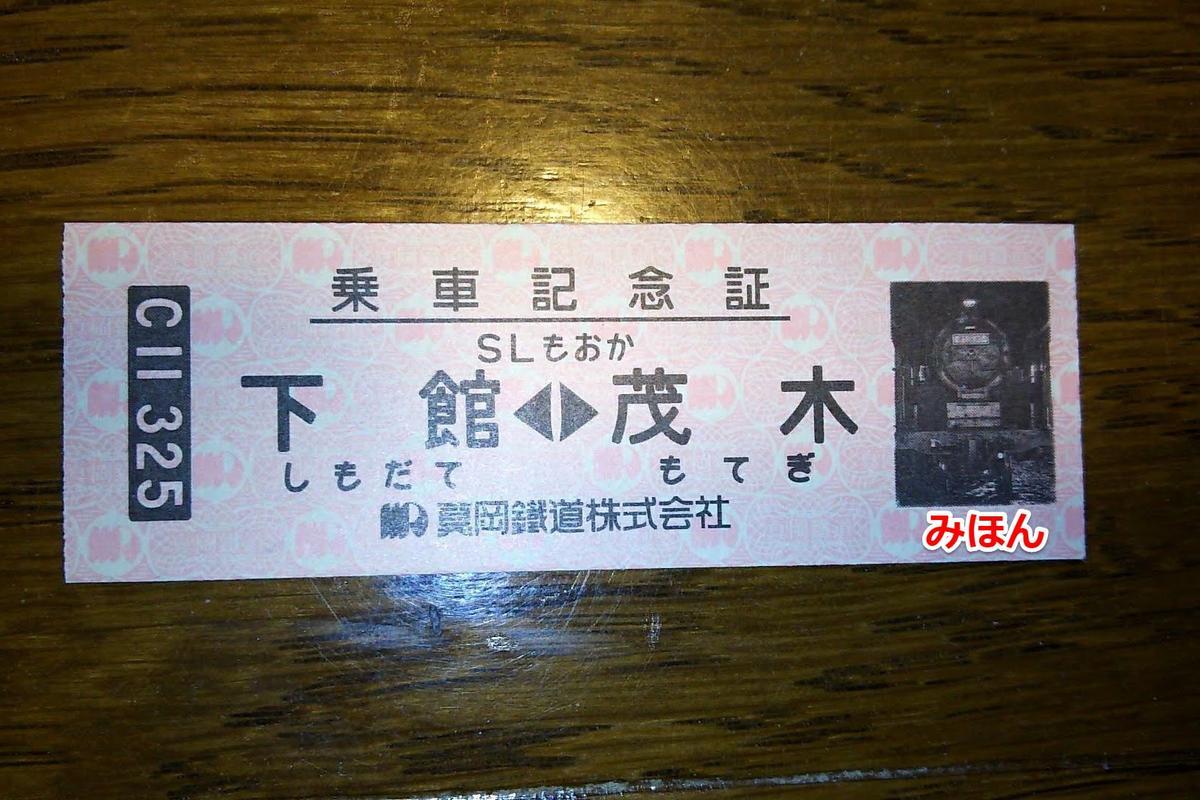 乗車記念証
SLもおか
下館◀▶茂木
しもだて もてぎ
真岡鐵道株式会社
C11 325
みほん